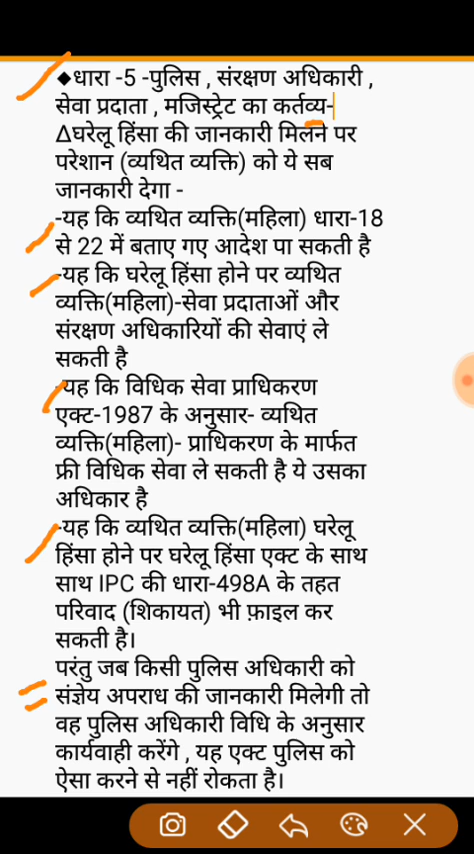 ◆धारा -5 -पुलिस , संरक्षण अधिकारी ,
सेवा प्रदाता , मजिस्ट्रेट का कर्तव्य-
Δघरेलू हिंसा की जानकारी मिलने पर
परेशान (व्यथित व्यक्ति) को ये सब
जानकारी देगा -
-यह कि व्यथित व्यक्ति(महिला) धारा-18
से 22 में बताए गए आदेश पा सकती है
-यह कि घरेलू हिंसा होने पर व्यथित
व्यक्ति(महिला)-सेवा प्रदाताओं और
संरक्षण अधिकारियों की सेवाएं ले
सकती है
-यह कि विधिक सेवा प्राधिकरण
एक्ट-1987 के अनुसार- व्यथित
व्यक्ति(महिला)- प्राधिकरण के मार्फत
फ्री विधिक सेवा ले सकती है ये उसका
अधिकार है
-यह कि व्यथित व्यक्ति(महिला) घरेलू
हिंसा होने पर घरेलू हिंसा एक्ट के साथ
साथ IPC की धारा-498A के तहत
परिवाद (शिकायत) भी फ़ाइल कर
सकती है।
परंतु जब किसी पुलिस अधिकारी को
संज्ञेय अपराध की जानकारी मिलेगी तो
वह पुलिस अधिकारी विधि के अनुसार
कार्यवाही करेंगे , यह एक्ट पुलिस को
ऐसा करने से नहीं रोकता है।